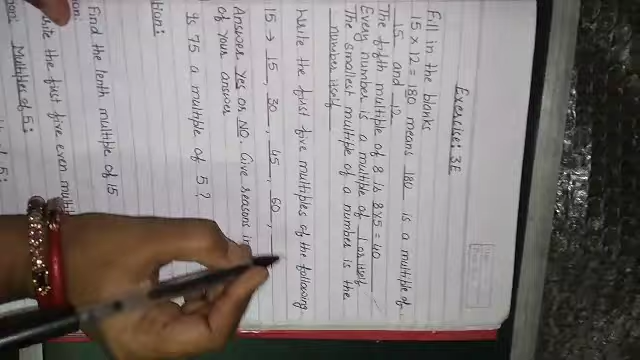 Exercise: 3E
Fill in the blanks
15 x 12 = 180 means 180 is a multiple of
15 and 12
The fifth multiple of 8 is 8x5 = 40
Every number is a multiple of 1 or itself
The smallest multiple of a number is the
number itself
Write the first five multiples of the following
15 → 15, 30, 45, 60,
Answer Yes or NO. Give reasons in
of your answer
75 a multiple of 5?
tion:
Find the tenth multiple of 15
ion:
write the first five even multi
Multiples of 5: